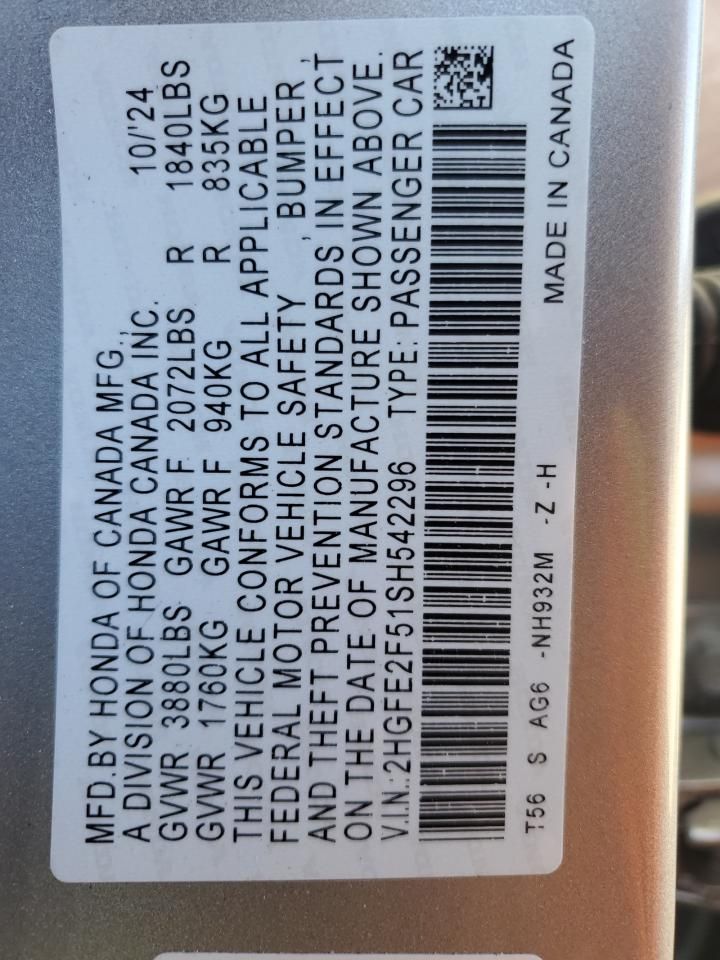 MFD.BY HONDA OF CANADA MFG.,
A DIVISION OF HONDA CANADA INC. 10/'24
GVWR 3880LBS GAWR F 2072LBS R 1840LBS
GVWR 1760KG GAWR F 940KG R 835KG
THIS VEHICLE CONFORMS TO ALL APPLICABLE
FEDERAL MOTOR VEHICLE SAFETY , BUMPER ,
AND THEFT PREVENTION STANDARDS IN EFFECT
ON THE DATE OF MANUFACTURE SHOWN ABOVE.
V.I.N.:2HGFE2F51SH542296 TYPE: PASSENGER CAR
T56 S AG6 -NH932M -Z -H
MADE IN CANADA